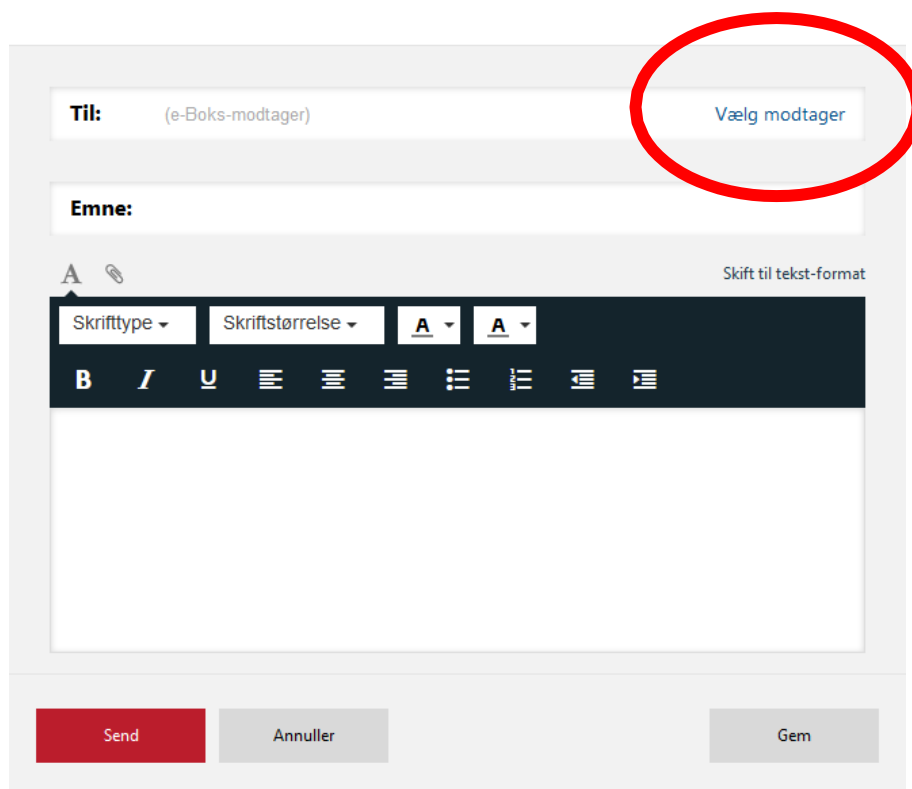 Til: (e-Boks-modtager) Vælg modtager
Emne:
A Skift til tekst-format
Skrifttype Skriftstørrelse A A
B I U
Send Annuller Gem